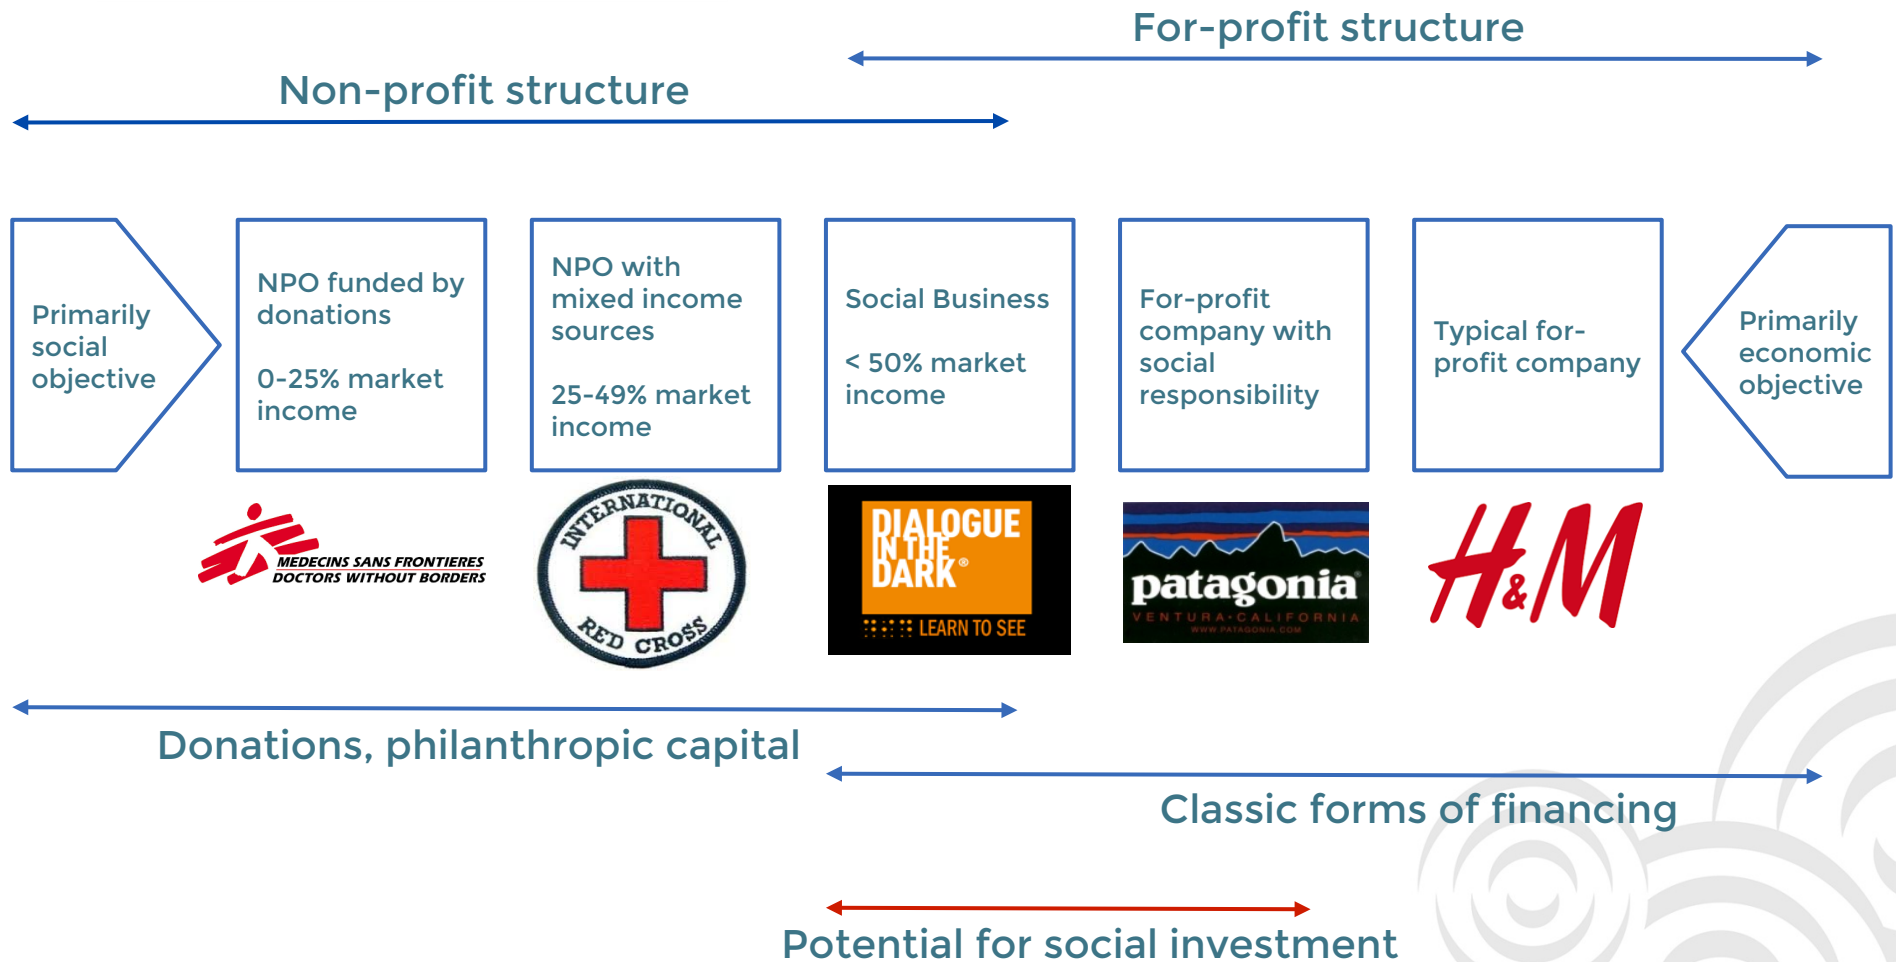 For-profit structure
Non-profit structure
Primarily
social
objective
NPO funded by
donations
0-25% market
income
NPO with
mixed income
sources
25-49% market
income
Social Business
< 50% market
income
For-profit
company with
social
responsibility
Typical for-
profit company
Primarily
economic
objective
MEDECINS SANS FRONTIERES
DOCTORS WITHOUT BORDERS
INTERNATIONAL
RED CROSS
DIALOGUE
IN THE
DARK®
LEARN TO SEE
patagonia®
VENTURA·CALIFORNIA
WWW.PATAGONIA.COM
H&M
Donations, philanthropic capital
Classic forms of financing
Potential for social investment